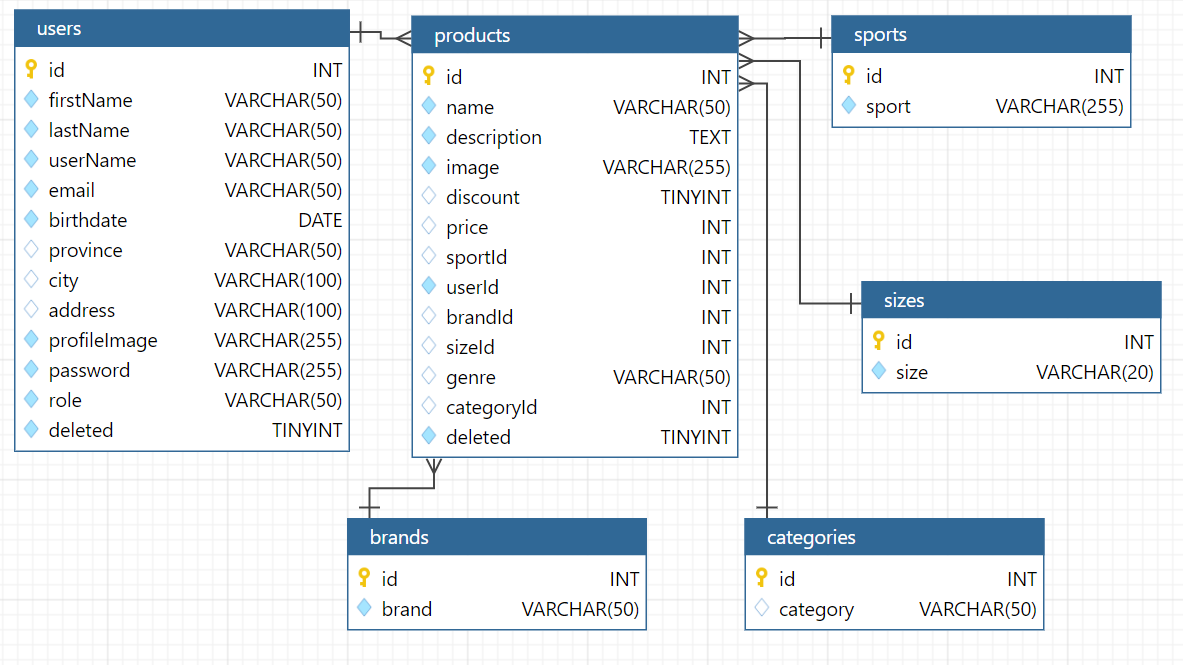 users
id INT
firstName VARCHAR(50)
lastName VARCHAR(50)
userName VARCHAR(50)
email VARCHAR(50)
birthdate DATE
province VARCHAR(50)
city VARCHAR(100)
address VARCHAR(100)
profileImage VARCHAR(255)
password VARCHAR(255)
role VARCHAR(50)
deleted TINYINT
products
id INT
name VARCHAR(50)
description TEXT
image VARCHAR(255)
discount TINYINT
price INT
sportId INT
userId INT
brandId INT
sizeId INT
genre VARCHAR(50)
categoryId INT
deleted TINYINT
sports
id INT
sport VARCHAR(255)
sizes
id INT
size VARCHAR(20)
brands
id INT
brand VARCHAR(50)
categories
id INT
category VARCHAR(50)